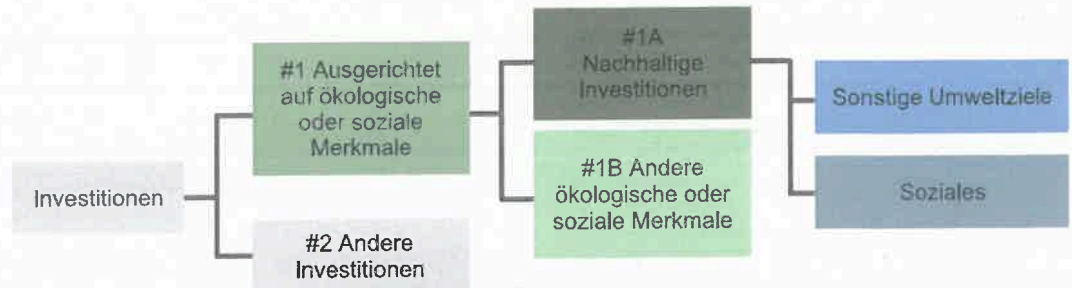 Investitionen
#1 Ausgerichtet
auf ökologische
oder soziale
Merkmale
#2 Andere
Investitionen
#1A
Nachhaltige
Investitionen
#1B Andere
ökologische oder
soziale Merkmale
Sonstige Umweltziele
Soziales